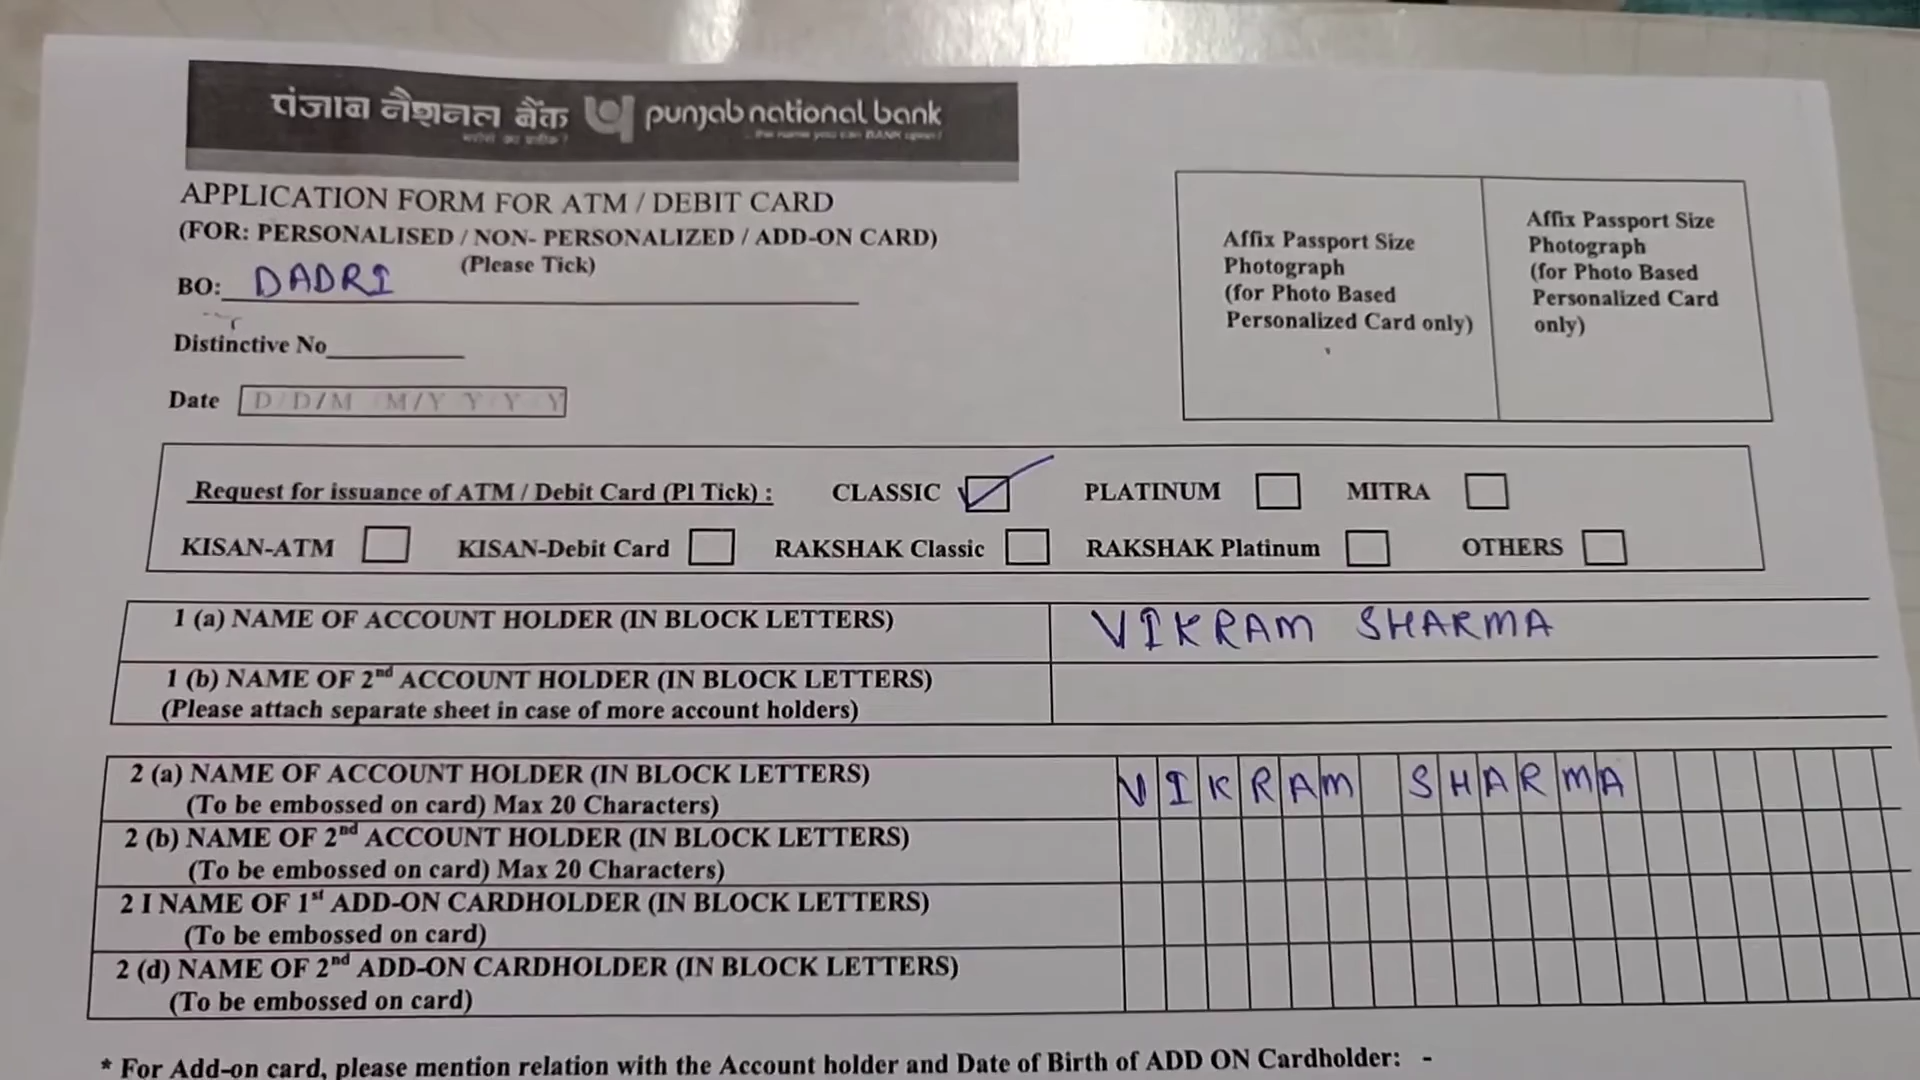 पंजाब नैशनल बैंक punjab national bank
भरोसे का प्रतीक ! ...the name you can BANK upon !
APPLICATION FORM FOR ATM / DEBIT CARD
(FOR: PERSONALISED / NON- PERSONALIZED / ADD-ON CARD)
(Please Tick)
BO: DADRI
Distinctive No
Date D/D/M M/Y Y Y Y
Affix Passport Size
Photograph
(for Photo Based
Personalized Card only)
Affix Passport Size
Photograph
(for Photo Based
Personalized Card
only)
Request for issuance of ATM / Debit Card (Pl Tick) : CLASSIC PLATINUM MITRA
KISAN-ATM KISAN-Debit Card RAKSHAK Classic RAKSHAK Platinum OTHERS
1 (a) NAME OF ACCOUNT HOLDER (IN BLOCK LETTERS) VIKRAM SHARMA
1 (b) NAME OF 2nd ACCOUNT HOLDER (IN BLOCK LETTERS)
(Please attach separate sheet in case of more account holders)
2 (a) NAME OF ACCOUNT HOLDER (IN BLOCK LETTERS) VIKRAM SHARMA
(To be embossed on card) Max 20 Characters)
2 (b) NAME OF 2nd ACCOUNT HOLDER (IN BLOCK LETTERS)
(To be embossed on card) Max 20 Characters)
2 I NAME OF 1st ADD-ON CARDHOLDER (IN BLOCK LETTERS)
(To be embossed on card)
2 (d) NAME OF 2nd ADD-ON CARDHOLDER (IN BLOCK LETTERS)
(To be embossed on card)
* For Add-on card, please mention relation with the Account holder and Date of Birth of ADD ON Cardholder: -